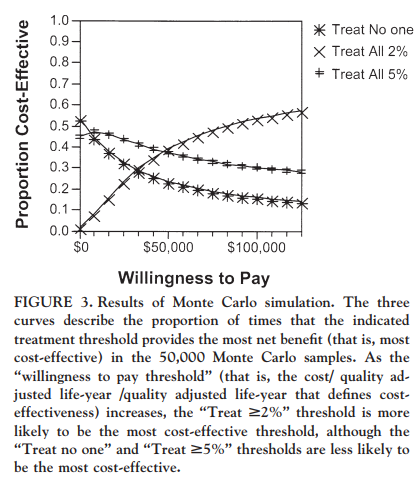 1.0
0.9
0.8
0.7
0.6
0.5
0.4
0.3
0.2
0.1
0.0
Proportion Cost-Effective
$0
$50,000
$100,000
Willingness to Pay
Treat No one
Treat All 2%
Treat All 5%
FIGURE 3. Results of Monte Carlo simulation. The three
curves describe the proportion of times that the indicated
treatment threshold provides the most net benefit (that is, most
cost-effective) in the 50,000 Monte Carlo samples. As the
“willingness to pay threshold” (that is, the cost/ quality ad-
justed life-year /quality adjusted life-year that defines cost-
effectiveness) increases, the “Treat ≥2%” threshold is more
likely to be the most cost-effective threshold, although the
“Treat no one” and “Treat ≥5%” thresholds are less likely to
be the most cost-effective.